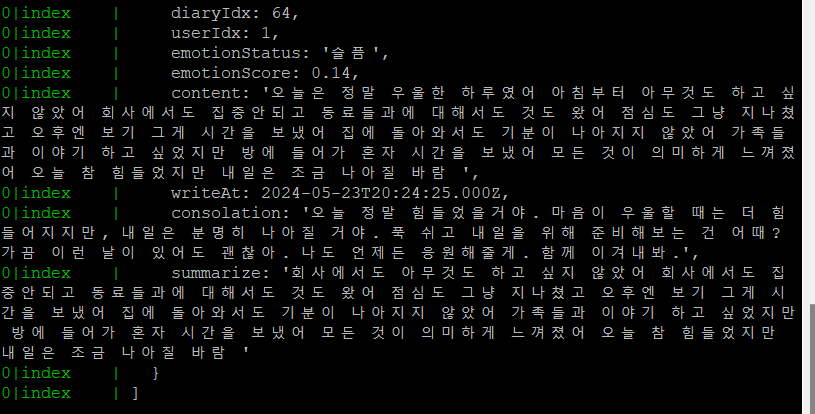 0|index    |     diaryIdx: 64,
0|index    |     userIdx: 1,
0|index    |     emotionStatus: '슬픔',
0|index    |     emotionScore: 0.14,
0|index    |     content: '오늘은 정말 우울한 하루였어 아침부터 아무것도 하고 싶
지 않았어 회사에서도 집중안되고 동료들과에 대해서도 것도 왔어 점심도 그냥 지나쳤
고 오후엔 보기 그게 시간을 보냈어 집에 돌아와서도 기분이 나아지지 않았어 가족들
과 이야기 하고 싶었지만 방에 들어가 혼자 시간을 보냈어 모든 것이 의미하게 느껴졌
어 오늘 참 힘들었지만 내일은 조금 나아질 바람 ',
0|index    |     writeAt: 2024-05-23T20:24:25.000Z,
0|index    |     consolation: '오늘 정말 힘들었을거야. 마음이 우울할 때는 더 힘
들어지지만, 내일은 분명히 나아질 거야. 푹 쉬고 내일을 위해 준비해보는 건 어때?
가끔 이런 날이 있어도 괜찮아. 나도 언제든 응원해줄게. 함께 이겨내봐.',
0|index    |     summarize: '회사에서도 아무것도 하고 싶지 않았어 회사에서도 집
중안되고 동료들과에 대해서도 것도 왔어 점심도 그냥 지나쳤고 오후엔 보기 그게 시
간을 보냈어 집에 돌아와서도 기분이 나아지지 않았어 가족들과 이야기 하고 싶었지만
방에 들어가 혼자 시간을 보냈어 모든 것이 의미하게 느껴졌어 오늘 참 힘들었지만
내일은 조금 나아질 바람 '
0|index    |   }
0|index    | ]